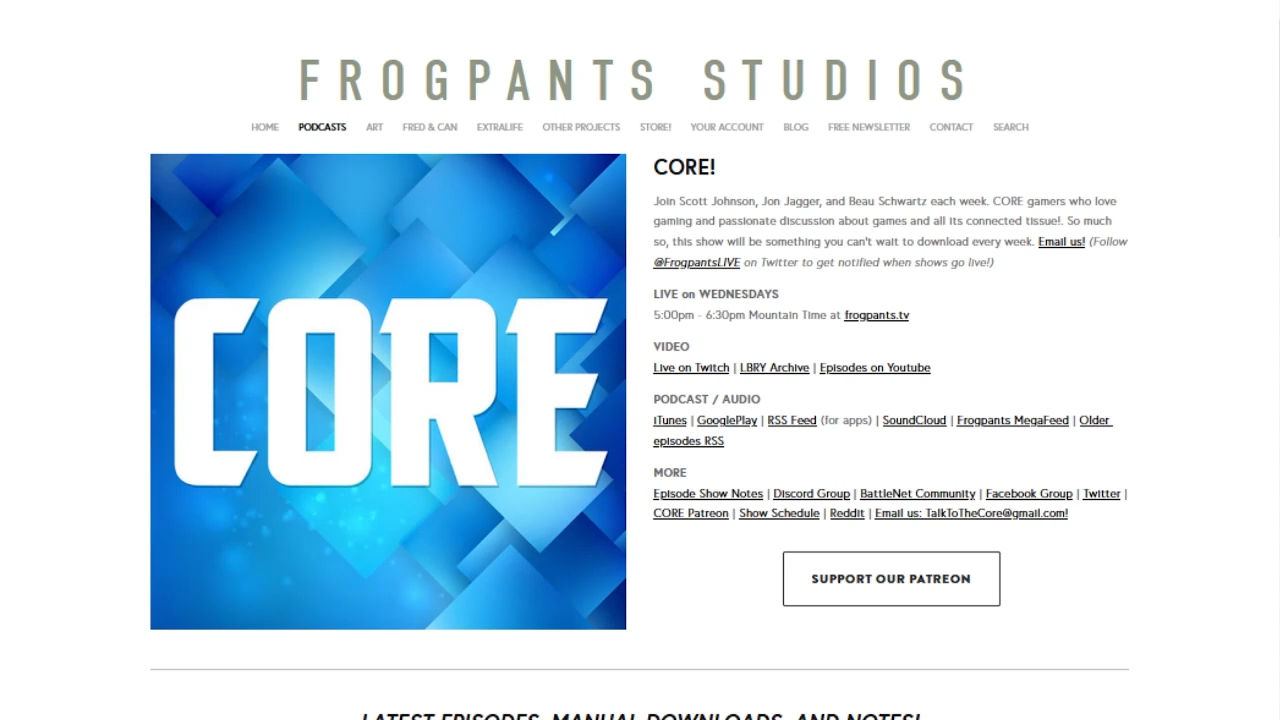 FROGPANTS STUDIOS
HOME PODCASTS ART FRED & CAN EXTRALIFE OTHER PROJECTS STORE! YOUR ACCOUNT BLOG FREE NEWSLETTER CONTACT SEARCH
CORE
CORE!
Join Scott Johnson, Jon Jagger, and Beau Schwartz each week. CORE gamers who love
gaming and passionate discussion about games and all its connected tissue!. So much
so, this show will be something you can't wait to download every week. Email us! (Follow
@FrogpantsLIVE on Twitter to get notified when shows go live!)
LIVE on WEDNESDAYS
5:00pm - 6:30pm Mountain Time at frogpants.tv
VIDEO
Live on Twitch | LBRY Archive | Episodes on Youtube
PODCAST / AUDIO
iTunes | GooglePlay | RSS Feed (for apps) | SoundCloud | Frogpants MegaFeed | Older
episodes RSS
MORE
Episode Show Notes | Discord Group | BattleNet Community | Facebook Group | Twitter |
CORE Patreon | Show Schedule | Reddit | Email us: TalkToTheCore@gmail.com!
SUPPORT OUR PATREON
LATEST EPISODES, MANUAL DOWNLOADS, AND NOTES!